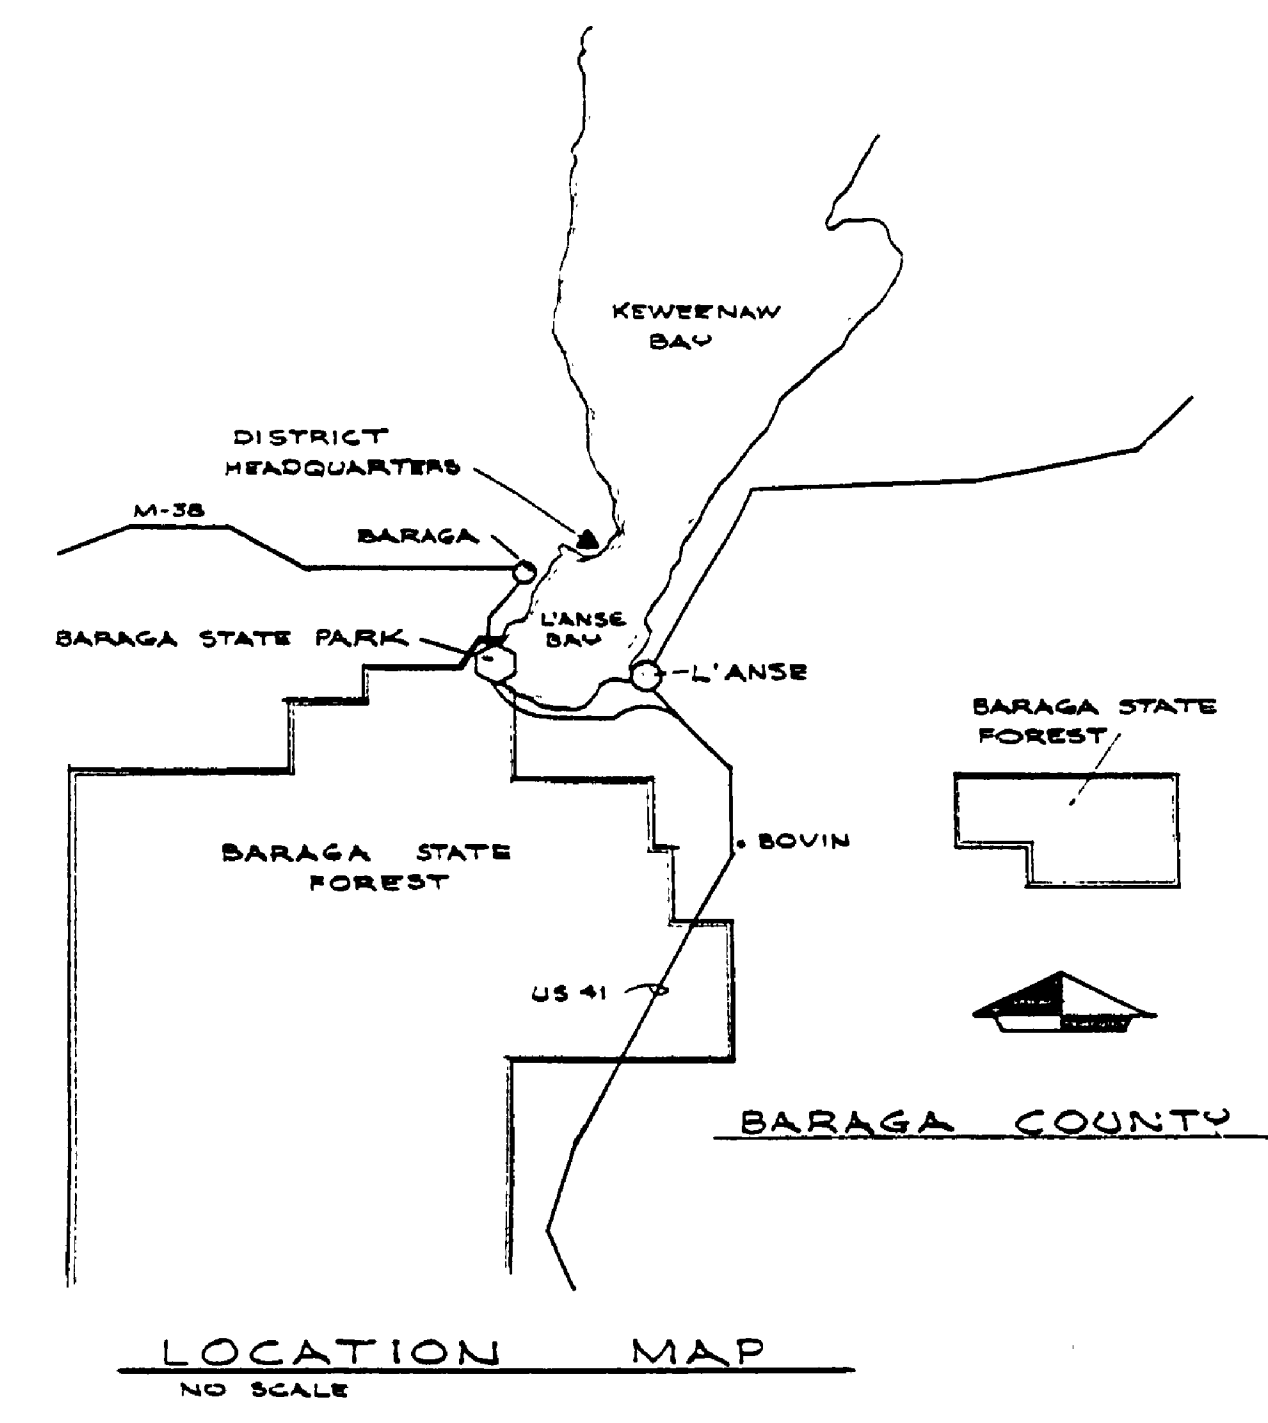 KEWEENAW
BAY
DISTRICT
HEADQUARTERS
M-38
BARAGA
L'ANSE
BAY
BARAGA STATE PARK
L'ANSE
BARAGA STATE
FOREST
BOVIN
BARAGA STATE
FOREST
US 41
BARAGA COUNTY
LOCATION MAP
NO SCALE